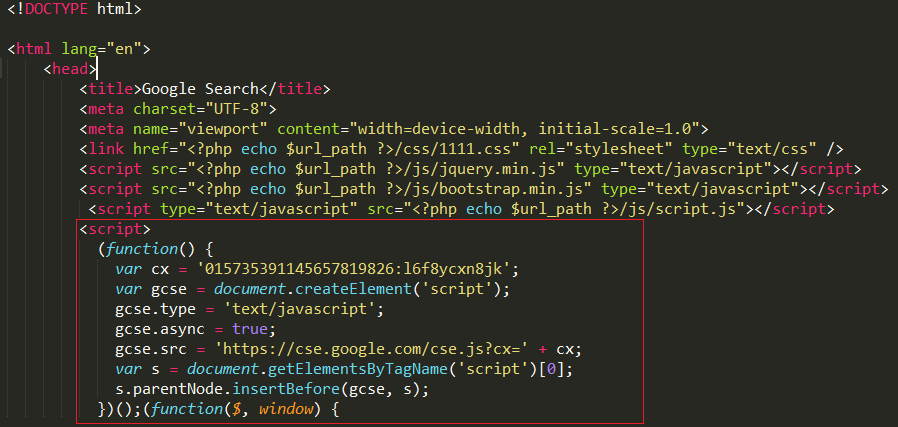 <!DOCTYPE html>
<html lang="en">
<head>
<title>Google Search</title>
<meta charset="UTF-8">
<meta name="viewport" content="width=device-width, initial-scale=1.0">
<link href="<?php echo $url_path ?>/css/1111.css" rel="stylesheet" type="text/css" />
<script src="<?php echo $url_path ?>/js/jquery.min.js" type="text/javascript"></script>
<script src="<?php echo $url_path ?>/js/bootstrap.min.js" type="text/javascript"></script>
<script type="text/javascript" src="<?php echo $url_path ?>/js/script.js"></script>
<script>
(function() {
var cx = '015735391145657819826:l6f8ycxn8jk';
var gcse = document.createElement('script');
gcse.type = 'text/javascript';
gcse.async = true;
gcse.src = 'https://cse.google.com/cse.js?cx=' + cx;
var s = document.getElementsByTagName('script')[0];
s.parentNode.insertBefore(gcse, s);
})();(function($, window) {